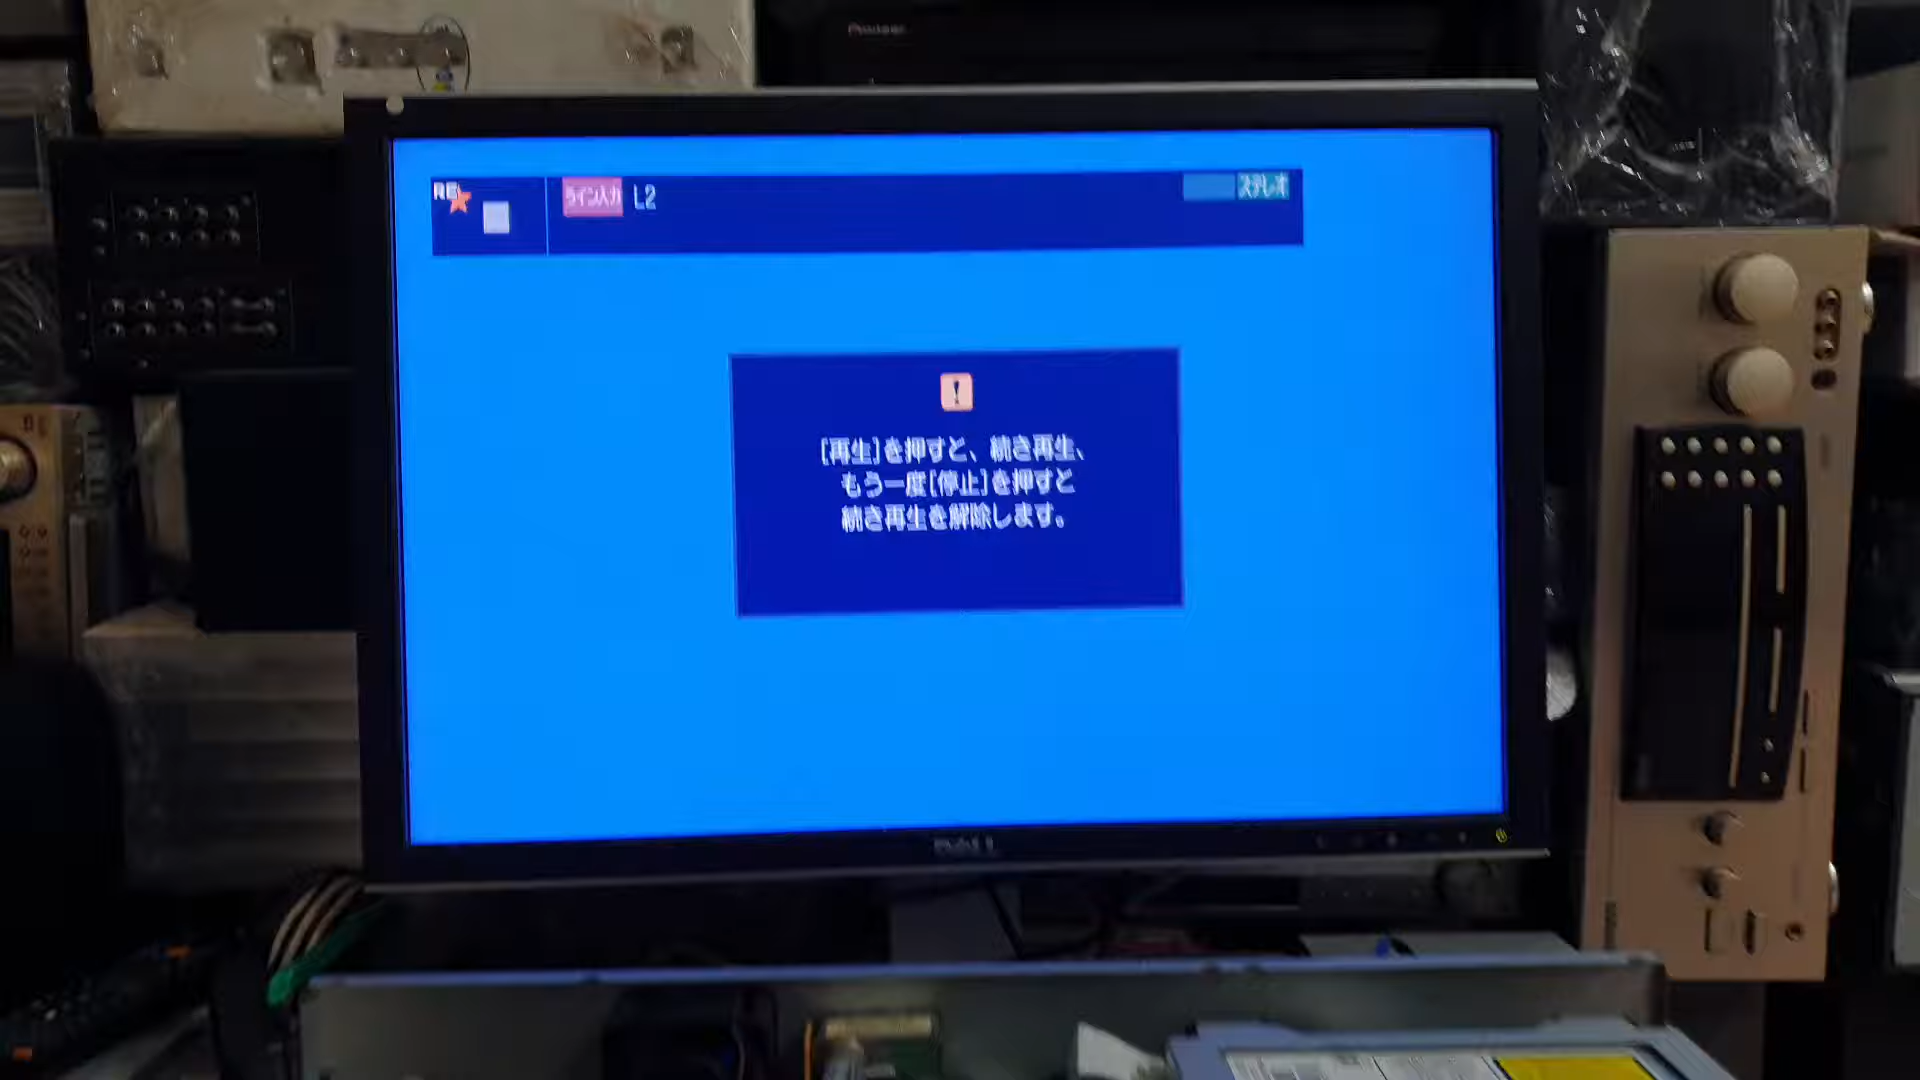 Pioneer
RE
ライン入力 L2
ステレオ
!
[再生]を押すと、続き再生、
もう一度[停止]を押すと
続き再生を解除します。
DELL